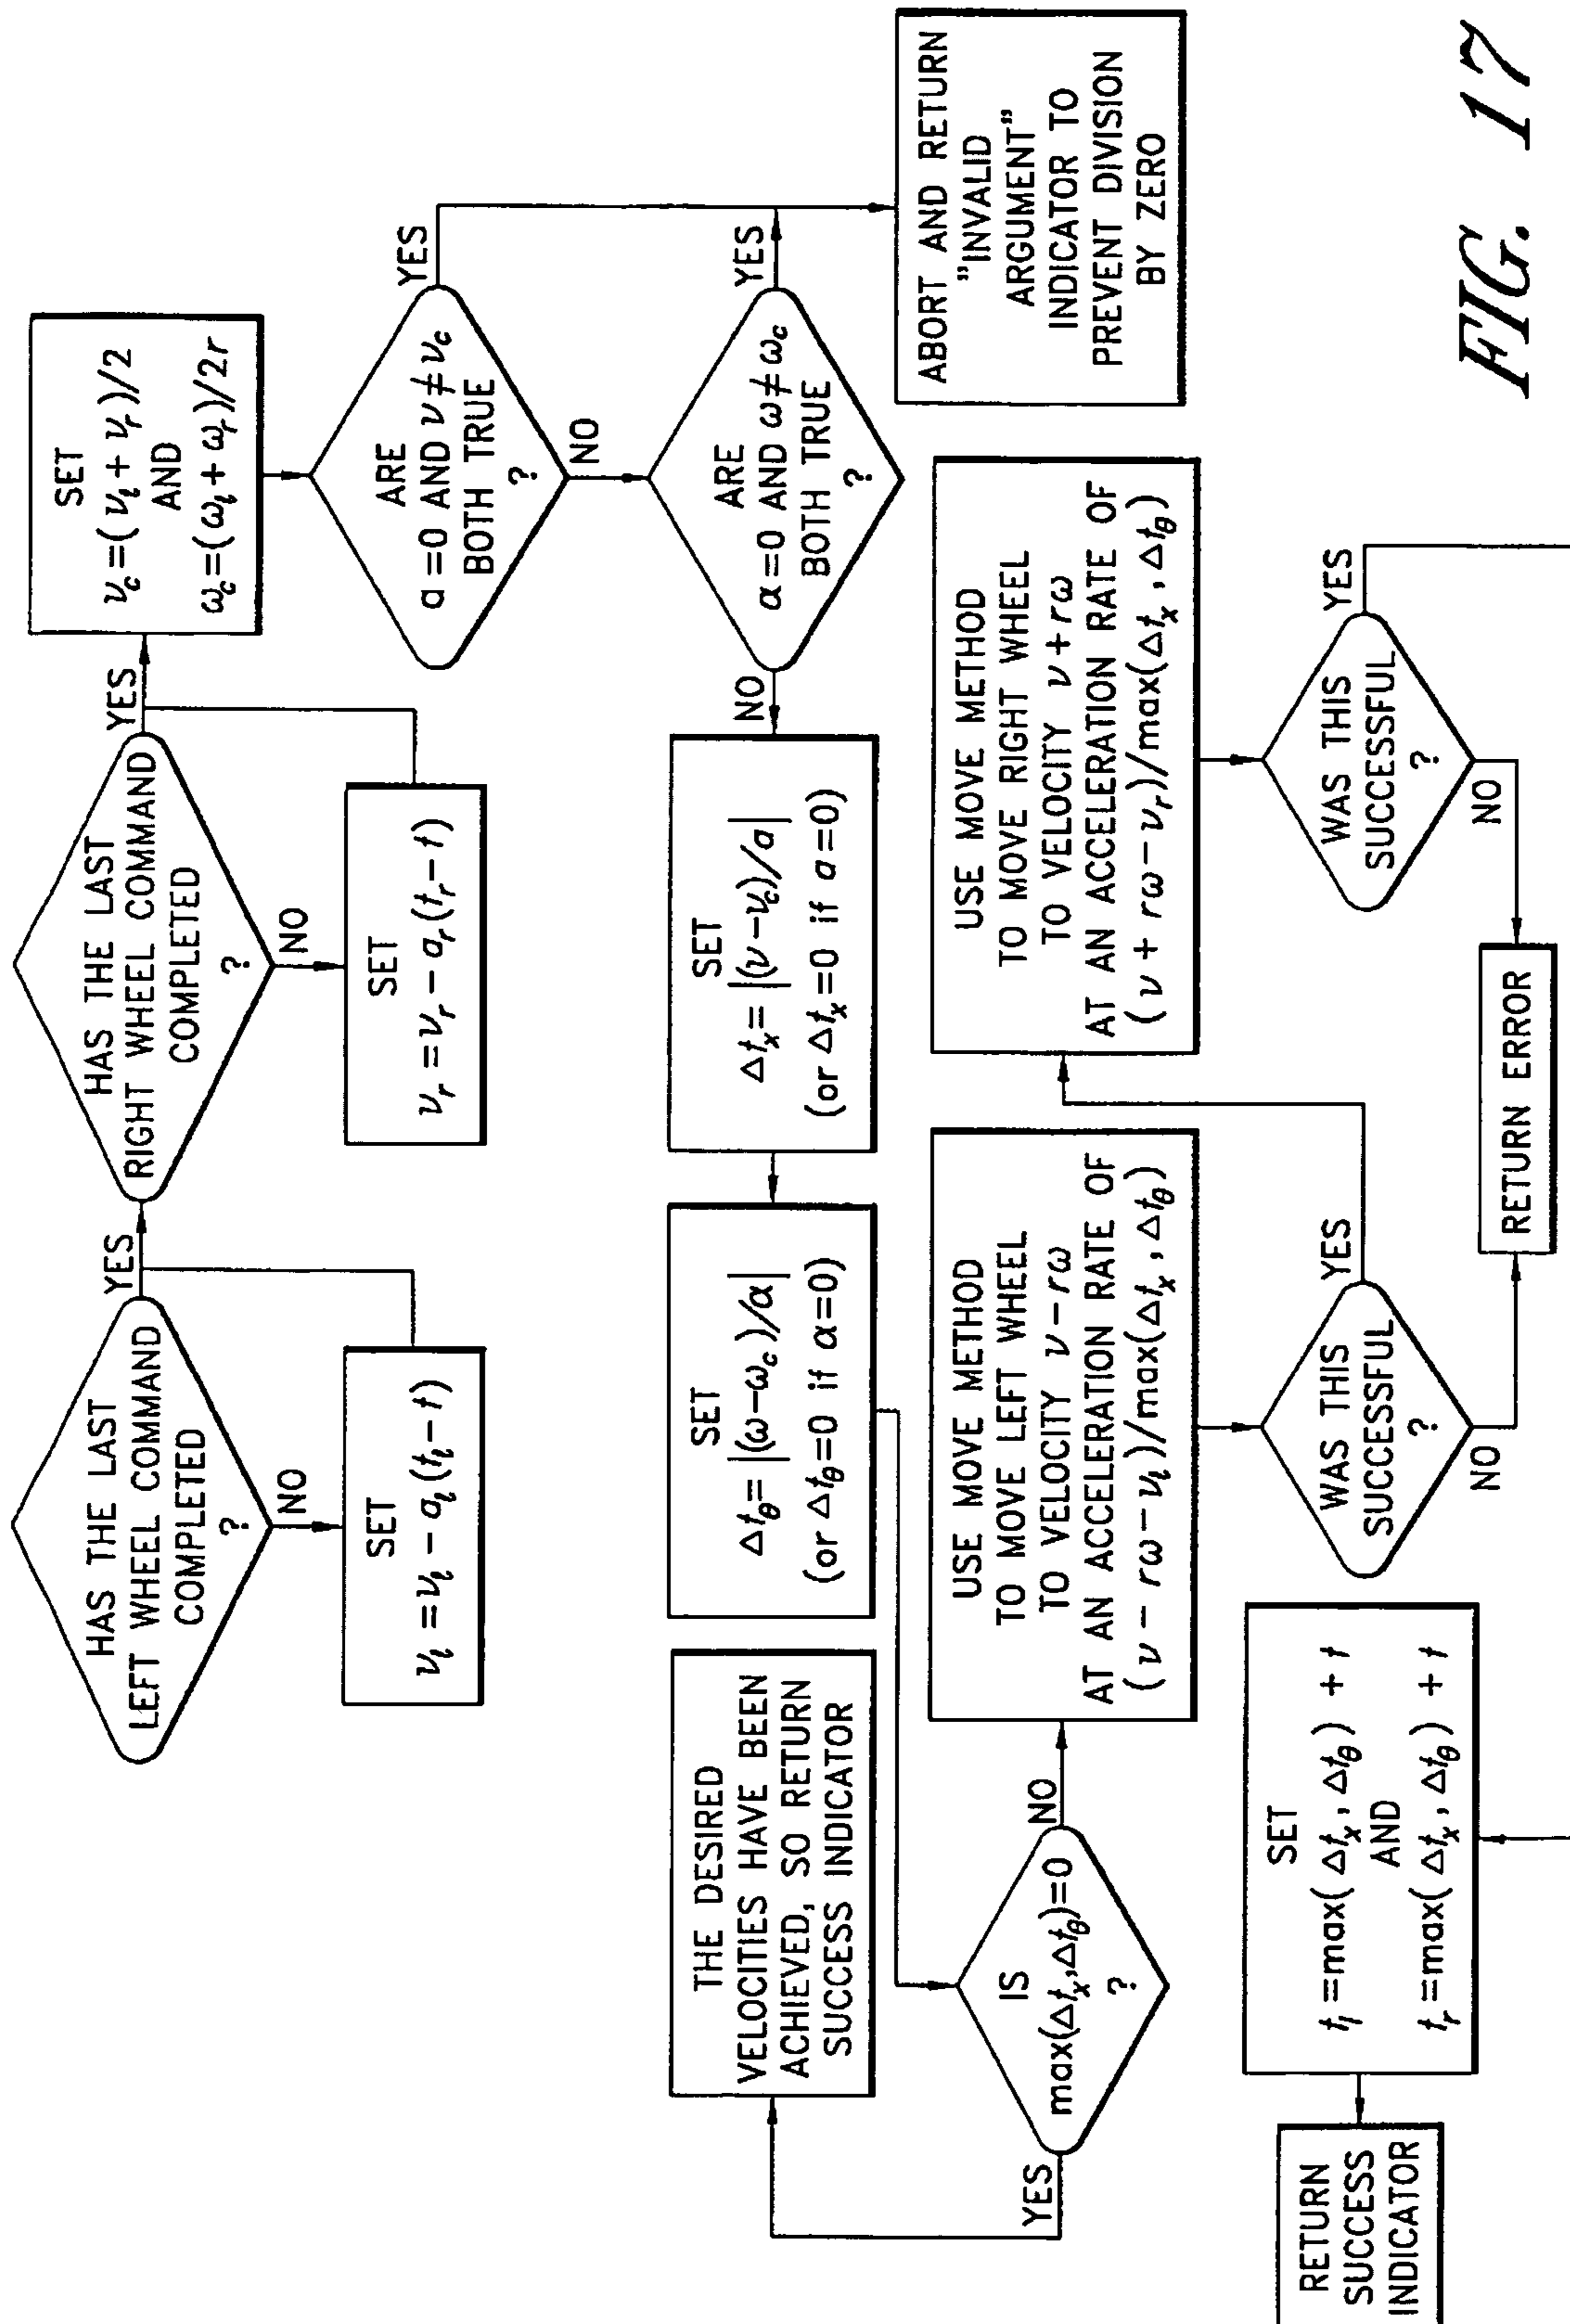 HAS THE LAST
LEFT WHEEL COMMAND
COMPLETED
?
YES
NO
SET
νₗ = νₗ − aₗ(tₗ − t)
HAS THE LAST
RIGHT WHEEL COMMAND
COMPLETED
?
YES
NO
SET
νᵣ = νᵣ − aᵣ(tᵣ − t)
SET
ν_c = (νₗ + νᵣ)/2
AND
ω_c = (ωₗ + ωᵣ)/2r
ARE
a = 0 AND ν ≠ ν_c
BOTH TRUE
?
YES
NO
ARE
α = 0 AND ω ≠ ω_c
BOTH TRUE
?
YES
NO
ABORT AND RETURN
"INVALID
ARGUMENT"
INDICATOR TO
PREVENT DIVISION
BY ZERO
SET
Δtₓ = |(ν − ν_c)/a|
(or Δtₓ = 0 if a = 0)
SET
Δt_θ = |(ω − ω_c)/α|
(or Δt_θ = 0 if α = 0)
THE DESIRED
VELOCITIES HAVE BEEN
ACHIEVED, SO RETURN
SUCCESS INDICATOR
IS
max(Δtₓ, Δt_θ) = 0
?
YES
NO
USE MOVE METHOD
TO MOVE LEFT WHEEL
TO VELOCITY ν − rω
AT AN ACCELERATION RATE OF
(ν − rω − νₗ)/max(Δtₓ, Δt_θ)
WAS THIS
SUCCESSFUL
?
YES
NO
USE MOVE METHOD
TO MOVE RIGHT WHEEL
TO VELOCITY ν + rω
AT AN ACCELERATION RATE OF
(ν + rω − νᵣ)/max(Δtₓ, Δt_θ)
WAS THIS
SUCCESSFUL
?
YES
NO
RETURN ERROR
SET
tₗ = max(Δtₓ, Δt_θ) + t
AND
tᵣ = max(Δtₓ, Δt_θ) + t
RETURN
SUCCESS
INDICATOR
FIG. 17